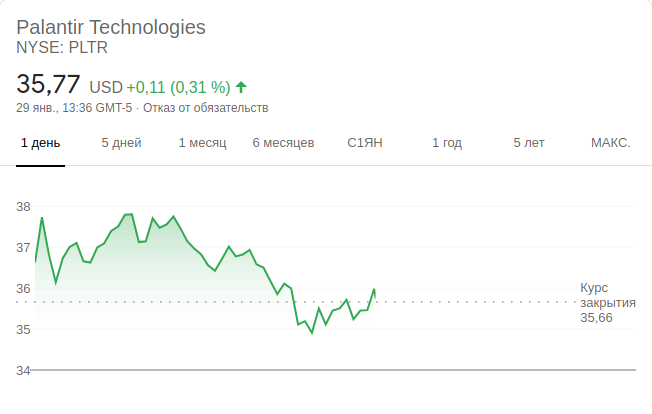 Palantir Technologies
NYSE: PLTR
35,77 USD +0,11 (0,31 %)
29 янв., 13:36 GMT-5 · Отказ от обязательств
1 день 5 дней 1 месяц 6 месяцев С1ЯН 1 год 5 лет МАКС.
38
37
36
Курс
закрытия
35,66
35
34